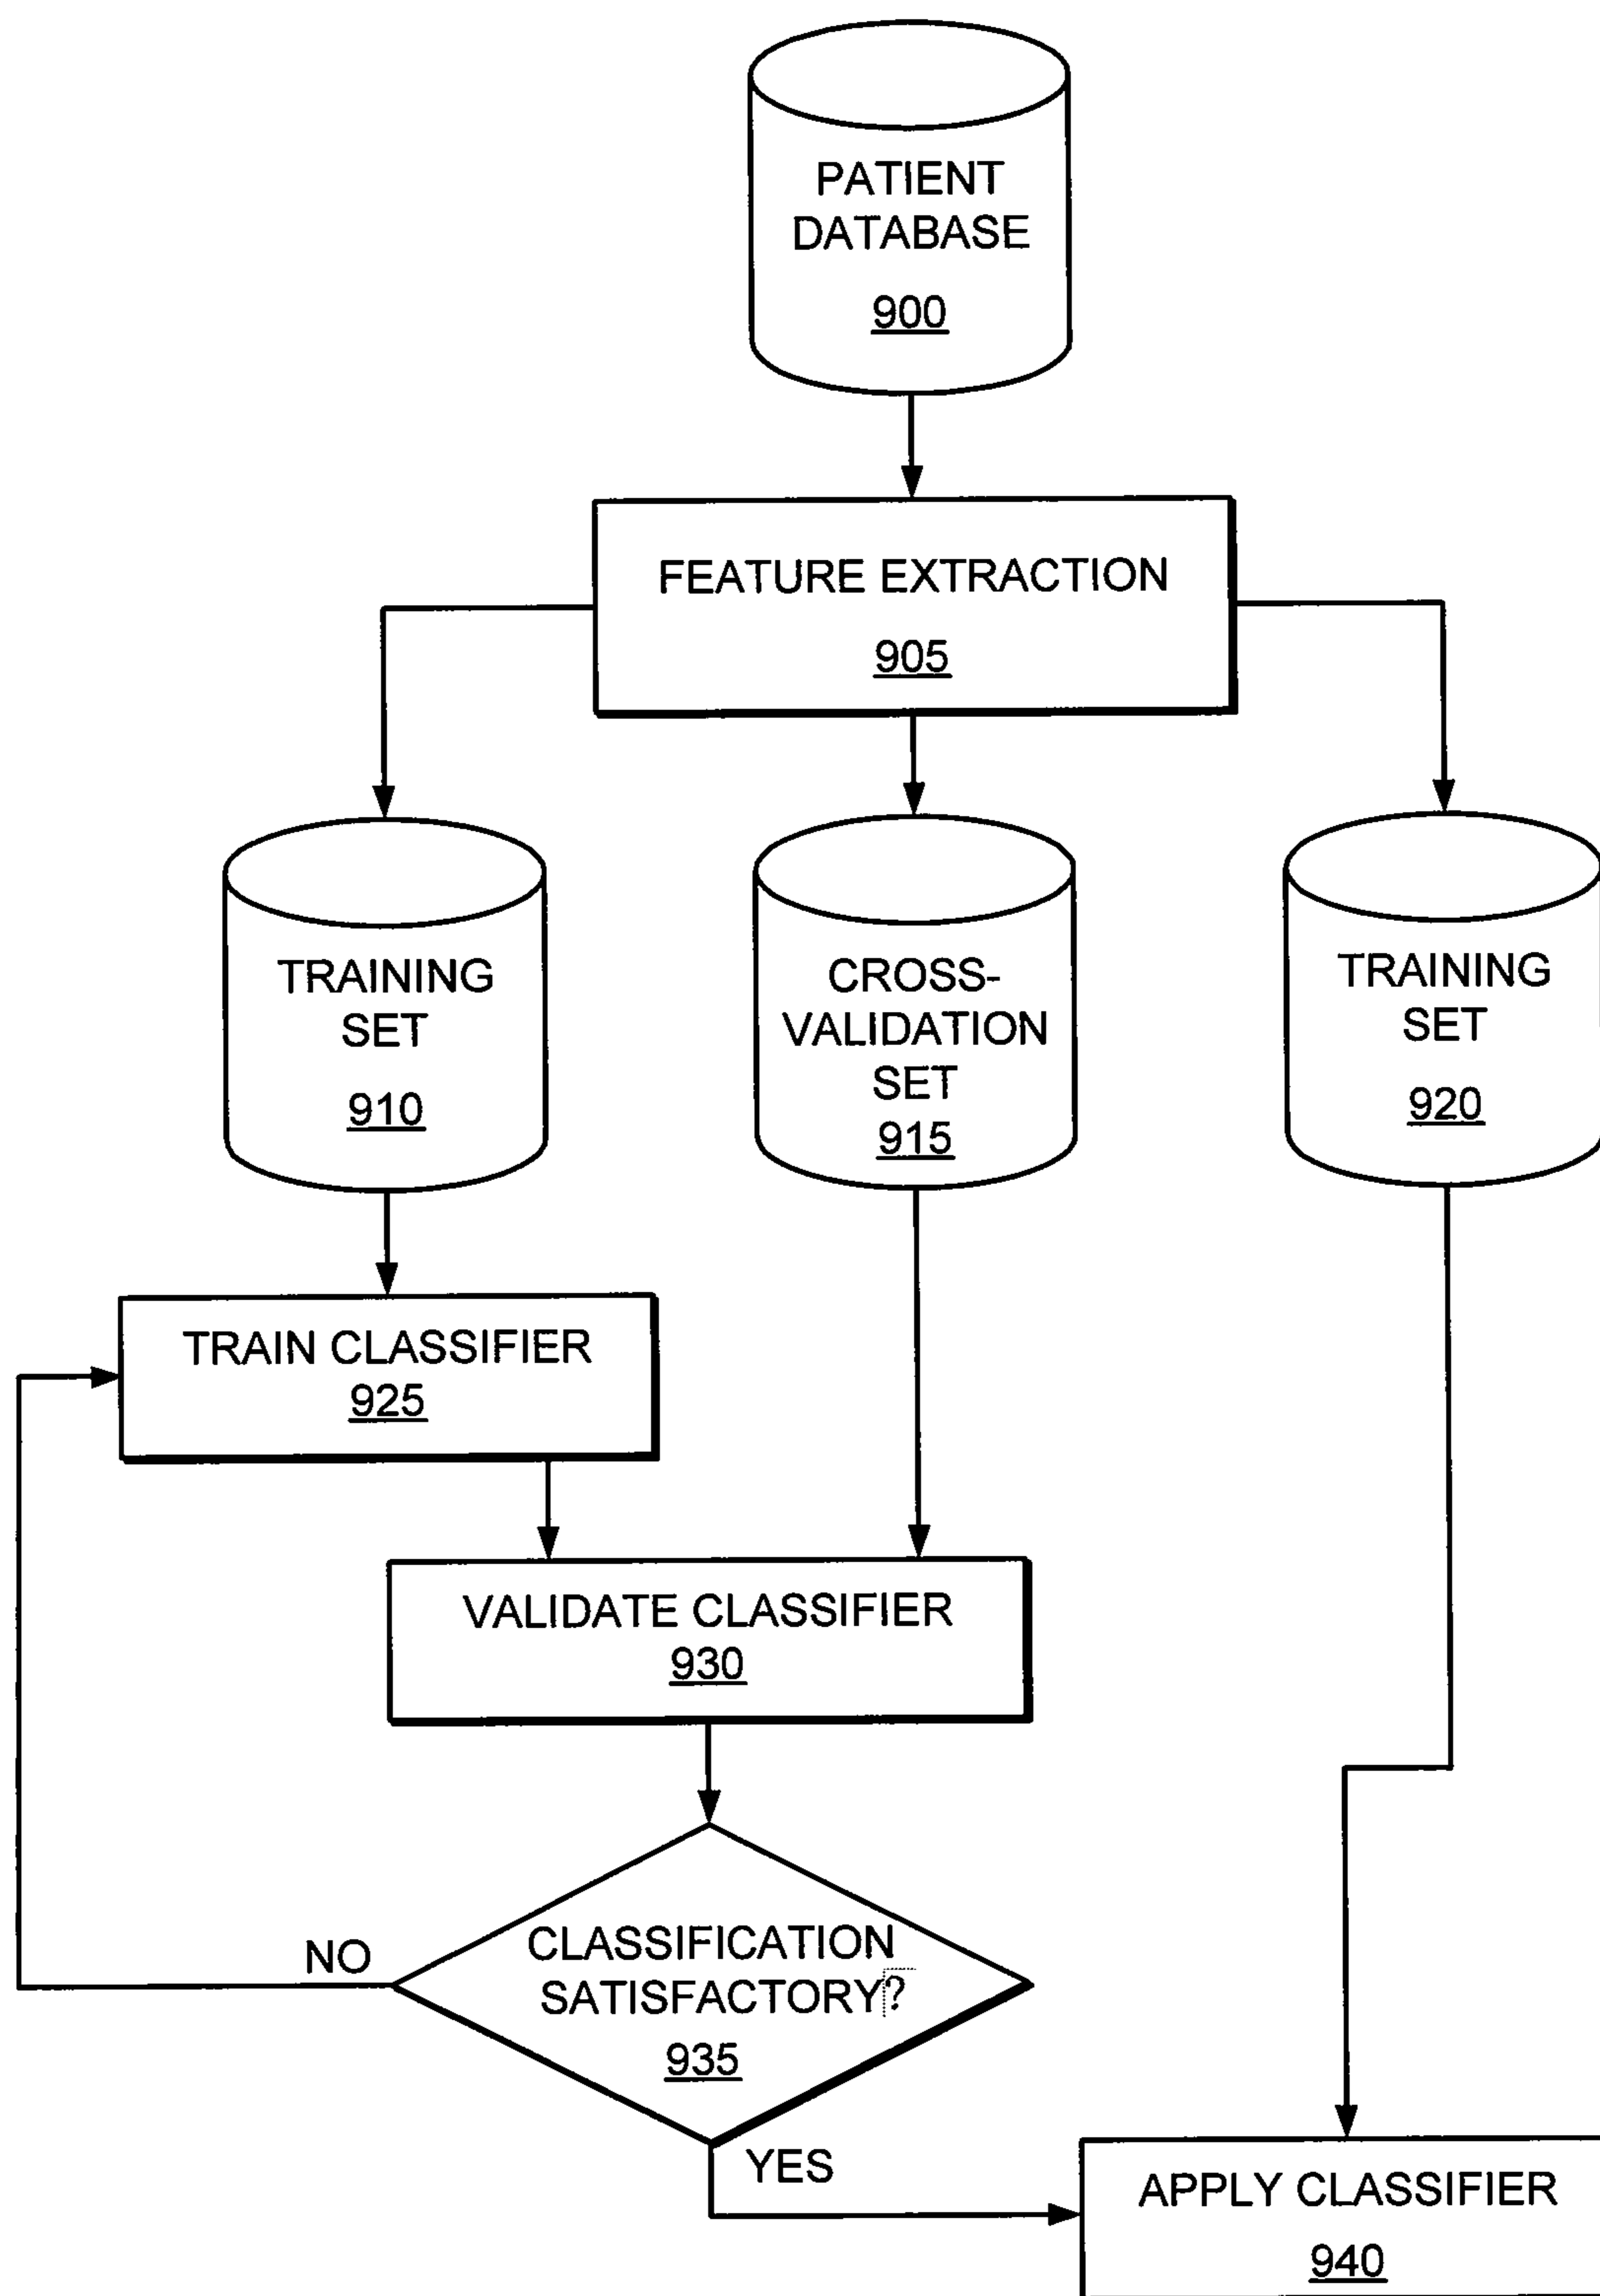 PATIENT
DATABASE
900
FEATURE EXTRACTION
905
TRAINING
SET
910
CROSS-
VALIDATION
SET
915
TRAINING
SET
920
TRAIN CLASSIFIER
925
VALIDATE CLASSIFIER
930
CLASSIFICATION
SATISFACTORY?
935
NO
YES
APPLY CLASSIFIER
940